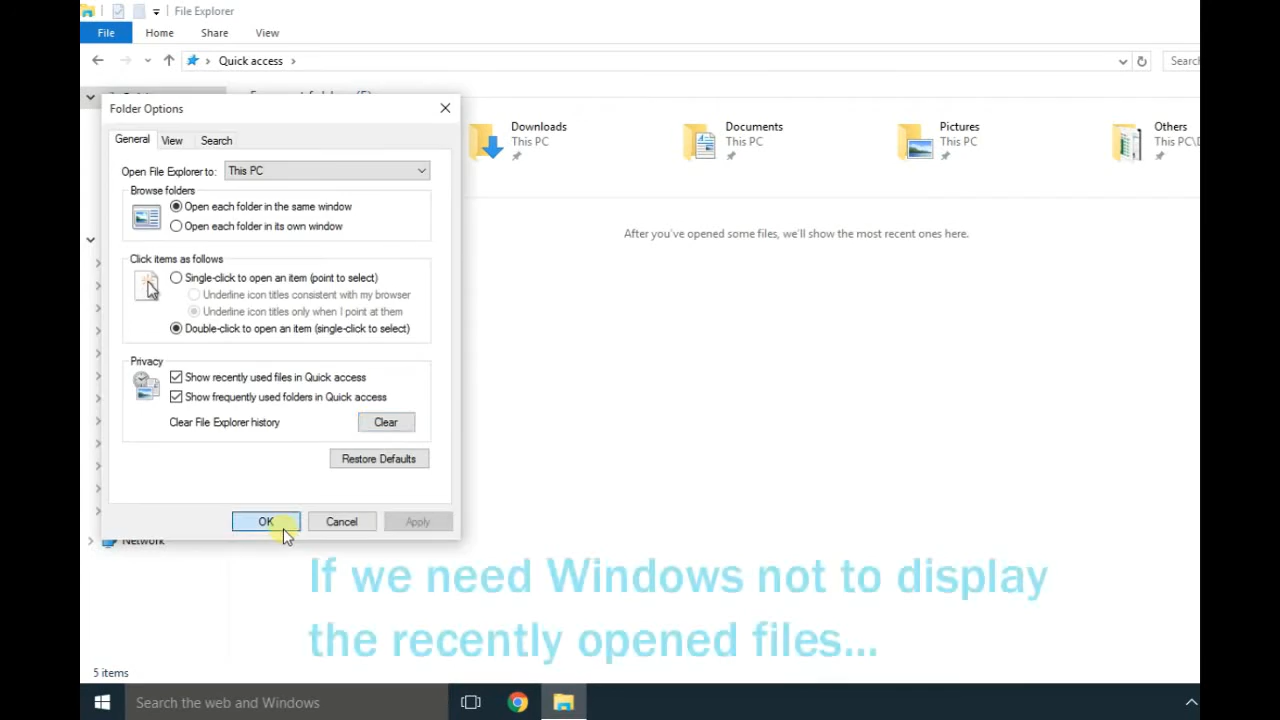 File Explorer
File Home Share View
Quick access
Search
Folder Options
General View Search
Open File Explorer to: This PC
Browse folders
Open each folder in the same window
Open each folder in its own window
Click items as follows
Single-click to open an item (point to select)
Underline icon titles consistent with my browser
Underline icon titles only when I point at them
Double-click to open an item (single-click to select)
Privacy
Show recently used files in Quick access
Show frequently used folders in Quick access
Clear File Explorer history Clear
Restore Defaults
OK Cancel Apply
Downloads
This PC
Documents
This PC
Pictures
This PC
Others
This PC\D
After you've opened some files, we'll show the most recent ones here.
Network
If we need Windows not to display
the recently opened files...
5 items
Search the web and Windows